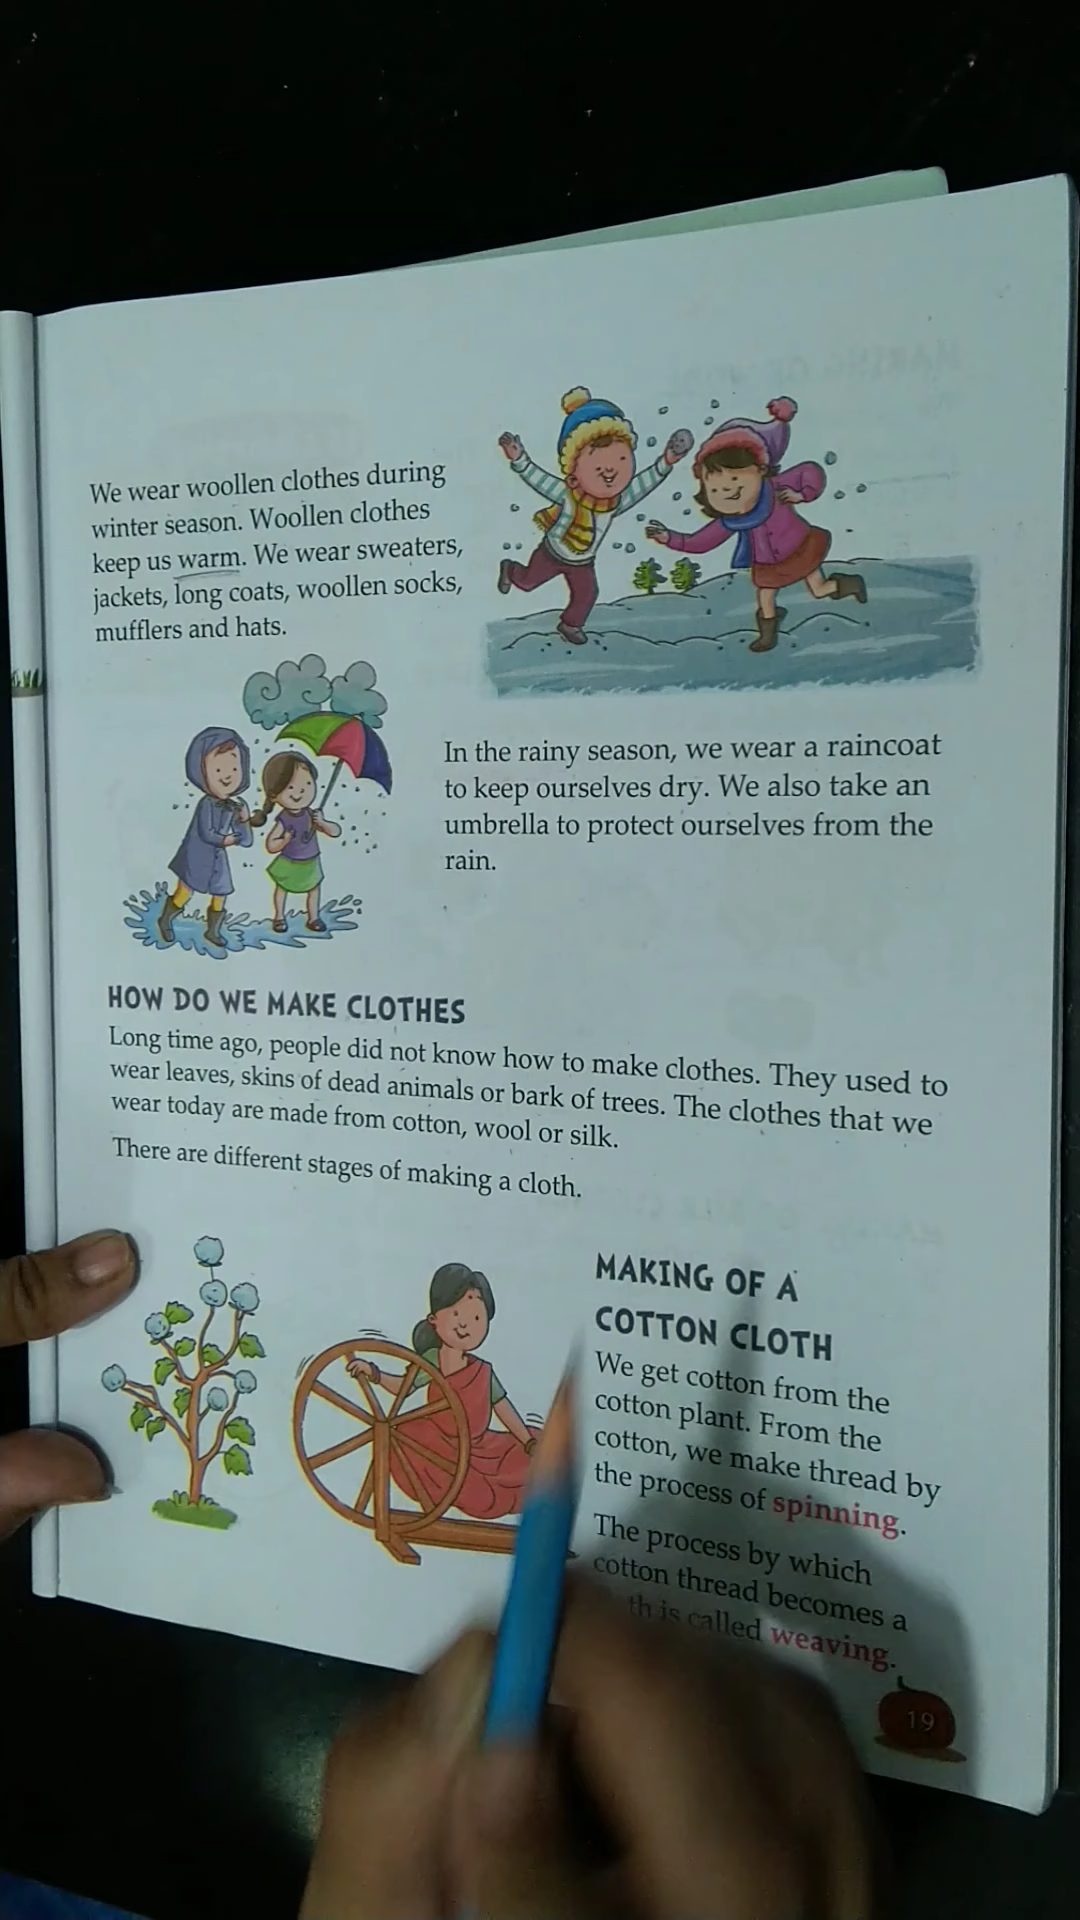 We wear woollen clothes during
winter season. Woollen clothes
keep us warm. We wear sweaters,
jackets, long coats, woollen socks,
mufflers and hats.
In the rainy season, we wear a raincoat
to keep ourselves dry. We also take an
umbrella to protect ourselves from the
rain.
HOW DO WE MAKE CLOTHES
Long time ago, people did not know how to make clothes. They used to
wear leaves, skins of dead animals or bark of trees. The clothes that we
wear today are made from cotton, wool or silk.
There are different stages of making a cloth.
MAKING OF A
COTTON CLOTH
We get cotton from the
cotton plant. From the
cotton, we make thread by
the process of spinning.
The process by which
cotton thread becomes a
is called weaving.
19